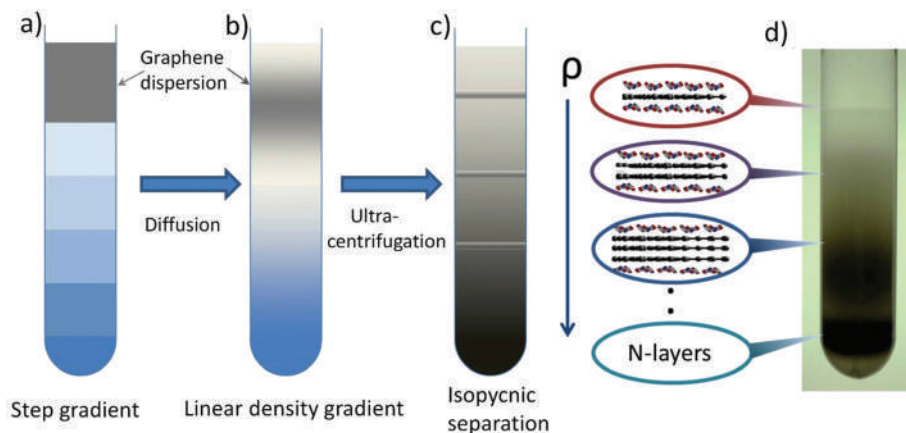 a)
b)
c)
d)
Graphene
dispersion
ρ
Diffusion
Ultra-
centrifugation
N-layers
Step gradient
Linear density gradient
Isopycnic
separation